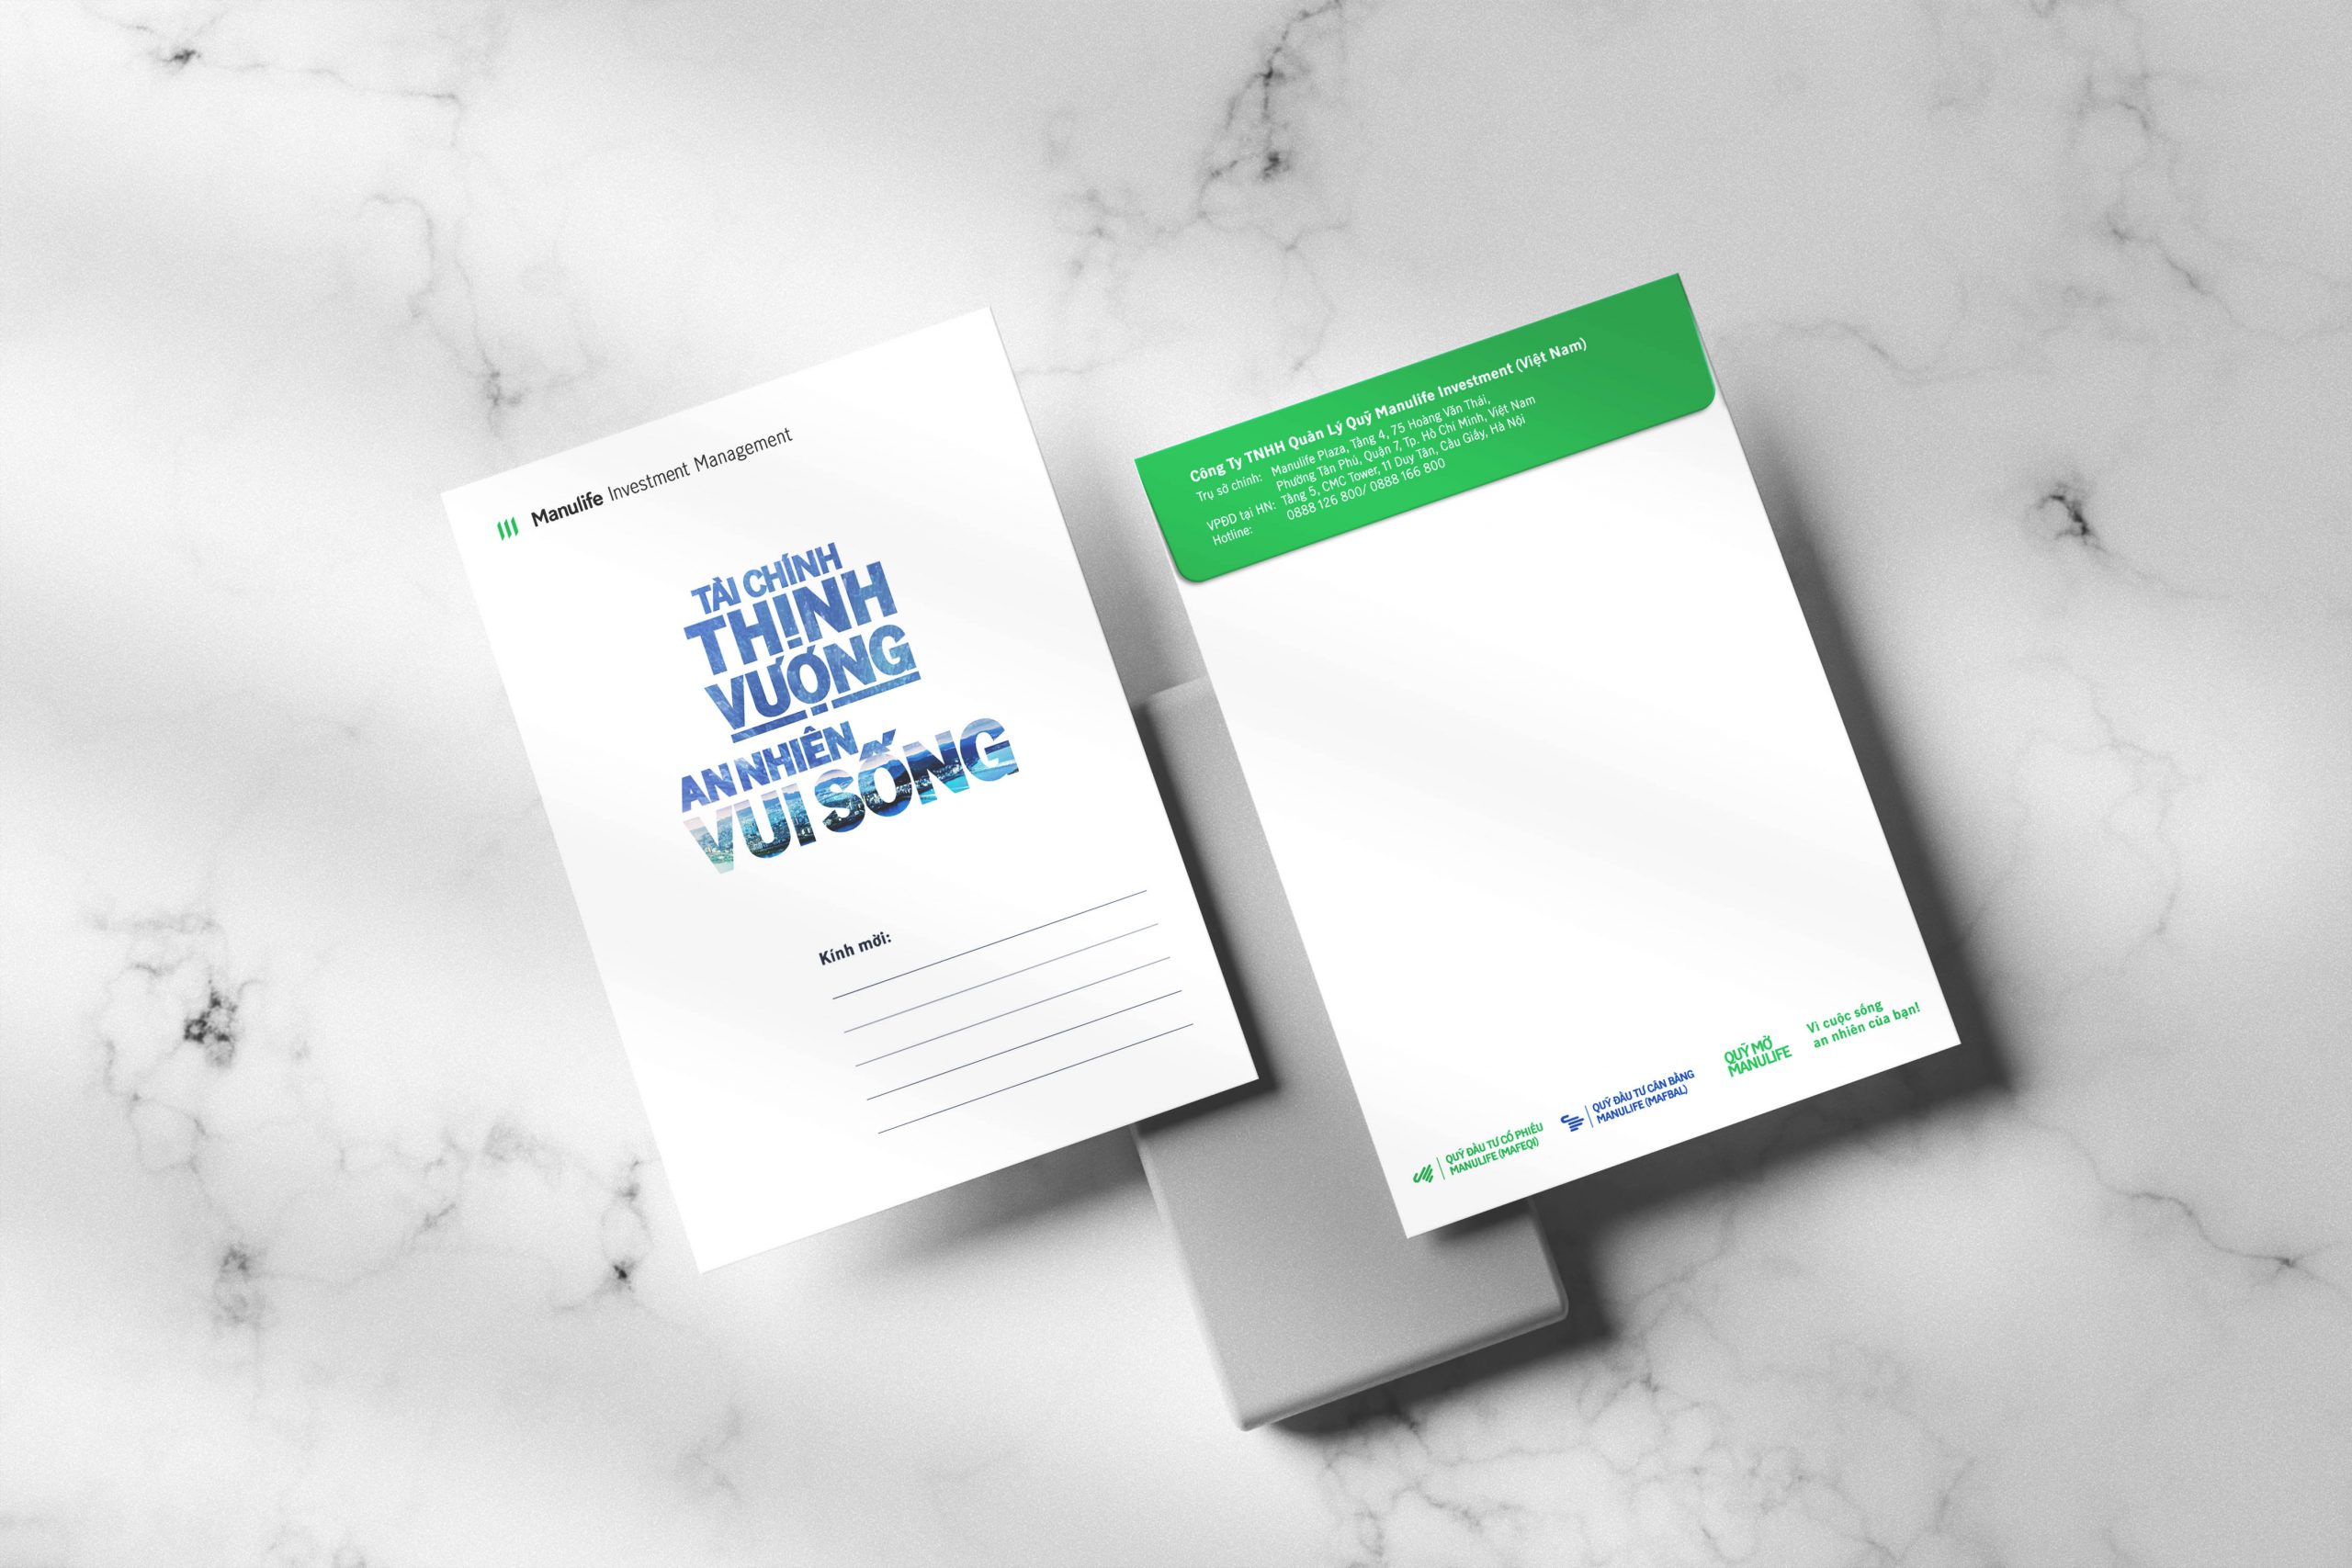 Manulife Investment Management
TÀI CHÍNH
THỊNH
VƯỢNG
AN NHIÊN
VUI SỐNG
Kính mời:
Công Ty TNHH Quản Lý Quỹ Manulife Investment (Việt Nam)
Trụ sở chính: Manulife Plaza, Tầng 4, 75 Hoàng Văn Thái,
Phường Tân Phú, Quận 7, Tp. Hồ Chí Minh, Việt Nam
VPĐD tại HN: Tầng 5, CMC Tower, 11 Duy Tân, Cầu Giấy, Hà Nội
Hotline: 0888 126 800/ 0888 166 800
QUỸ ĐẦU TƯ CỔ PHIẾU
MANULIFE (MAFEQI)
QUỸ ĐẦU TƯ CÂN BẰNG
MANULIFE (MAFBAL)
QUỸ MỞ
MANULIFE
Vì cuộc sống
an nhiên của bạn!